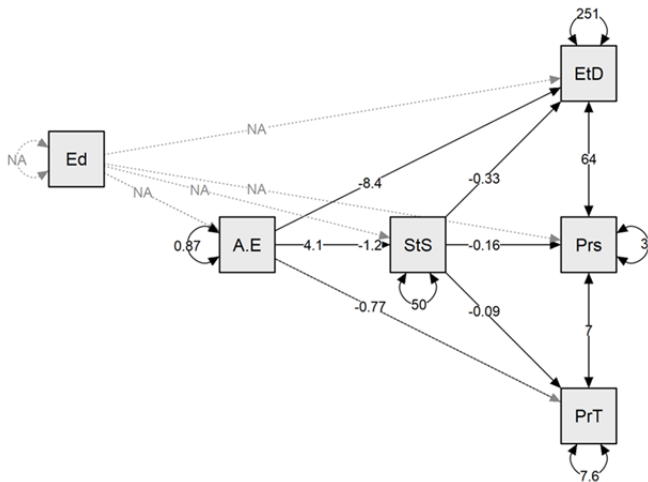 251
EtD
NA
NA
Ed
-8.4
64
NA
NA
NA
-0.33
0.87
A.E
4.1
-1.2
StS
-0.16
Prs
3
50
-0.77
-0.09
7
PrT
7.6